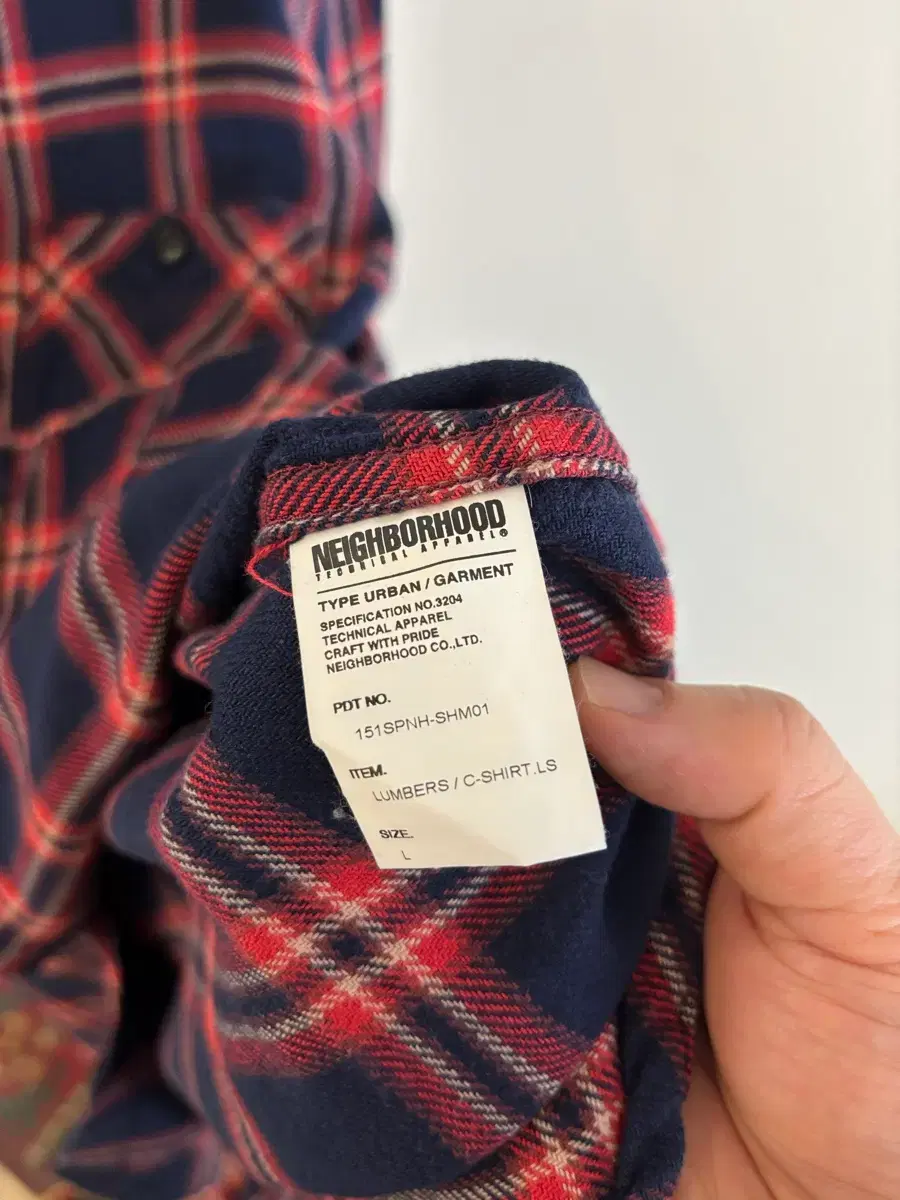 NEIGHBORHOOD
TECHNICAL APPAREL®
TYPE URBAN / GARMENT
SPECIFICATION NO.3204
TECHNICAL APPAREL
CRAFT WITH PRIDE
NEIGHBORHOOD CO.,LTD.
PDT NO.
151SPNH-SHM01
ITEM.
LUMBERS / C-SHIRT.LS
SIZE.
L